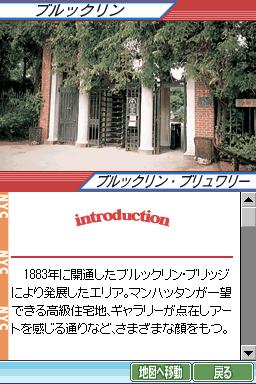 ブルックリン
ブルックリン・ブリュワリー
introduction
NYC
NYC
NYC
1883年に開通したブルックリン・ブリッジ
により発展したエリア。マンハッタンが一望
できる高級住宅地、ギャラリーが点在しアー
トを感じる通りなど、さまざまな顔をもつ。
地図へ移動
戻る